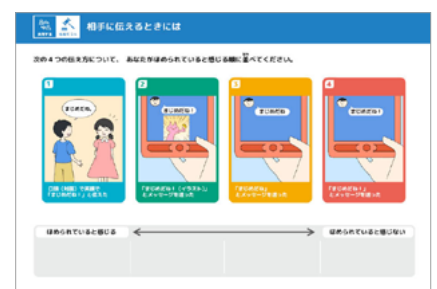 相手に伝えるときには
次の4つの伝え方について、 あなたがほめられていると感じる順に並べてください。
1
2
3
4
まじめだね。
まじめだね！
まじめだね
まじめだね！
口頭（対面）で笑顔で
「まじめだね！」と伝えた
「まじめだね！（イラスト）」
とメッセージを送った
「まじめだね」
とメッセージを送った
「まじめだね！」
とメッセージを送った
ほめられていると感じる
ほめられていると感じない